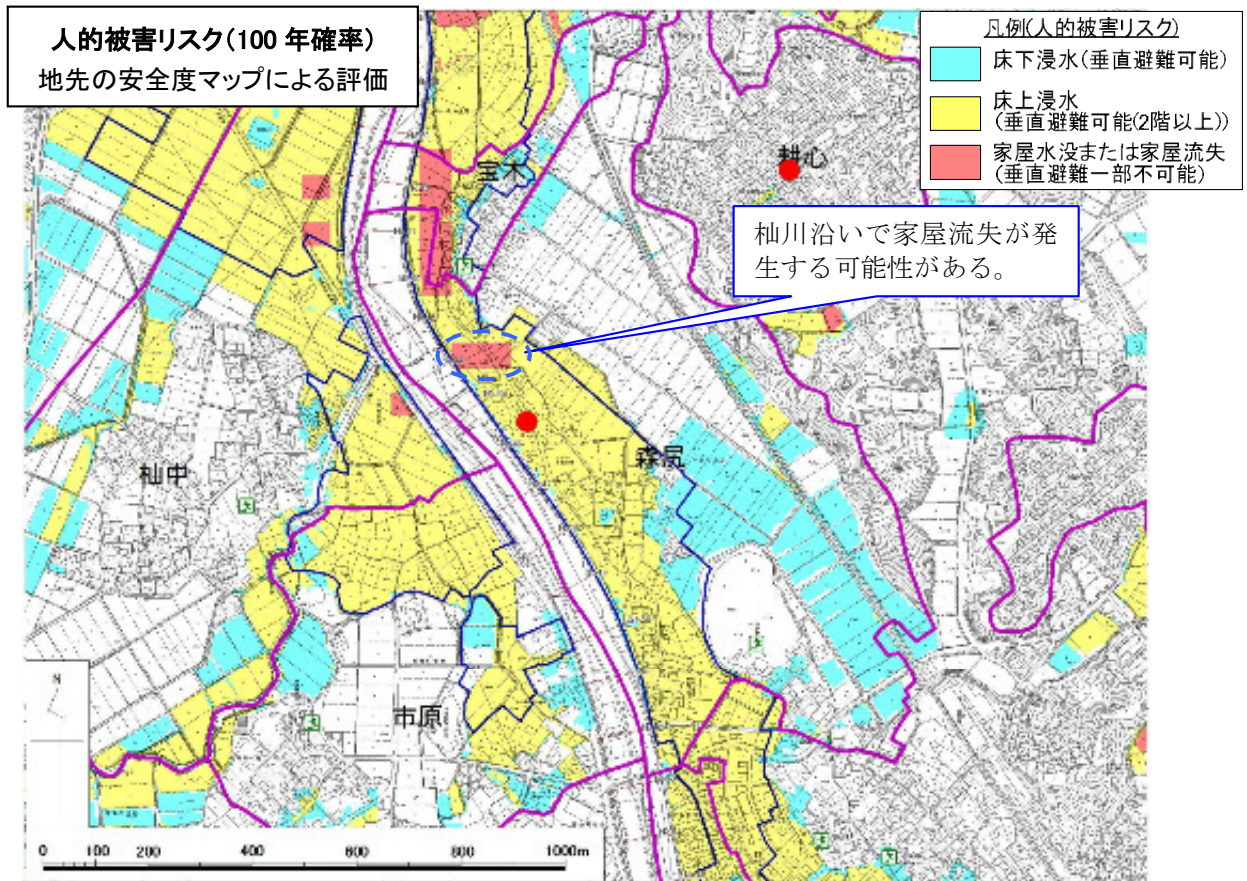 人的被害リスク(100 年確率)
地先の安全度マップによる評価
凡例(人的被害リスク)
床下浸水(垂直避難可能)
床上浸水
(垂直避難可能(2階以上))
家屋水没または家屋流失
(垂直避難一部不可能)
宝木
耕心
杣川沿いで家屋流失が発
生する可能性がある。
杣中
森尻
市原
N
0 100 200 600 800 1000m